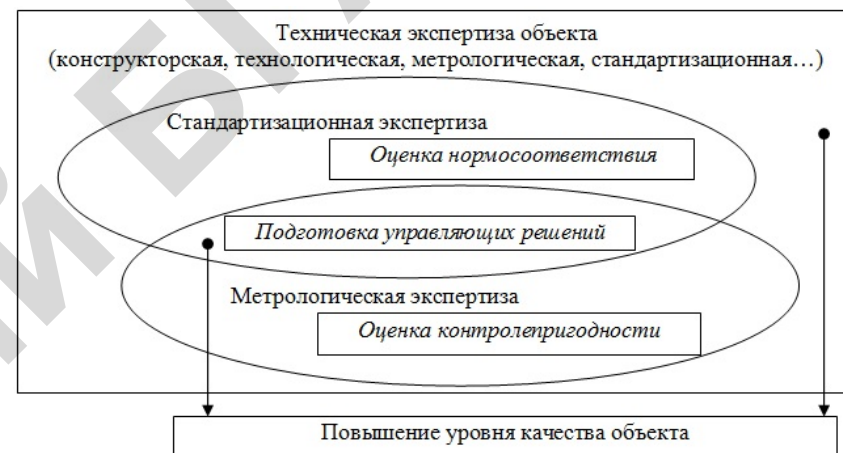 Техническая экспертиза объекта
(конструкторская, технологическая, метрологическая, стандартизационная…)
Стандартизационная экспертиза
Оценка нормосоответствия
Подготовка управляющих решений
Метрологическая экспертиза
Оценка контролепригодности
Повышение уровня качества объекта